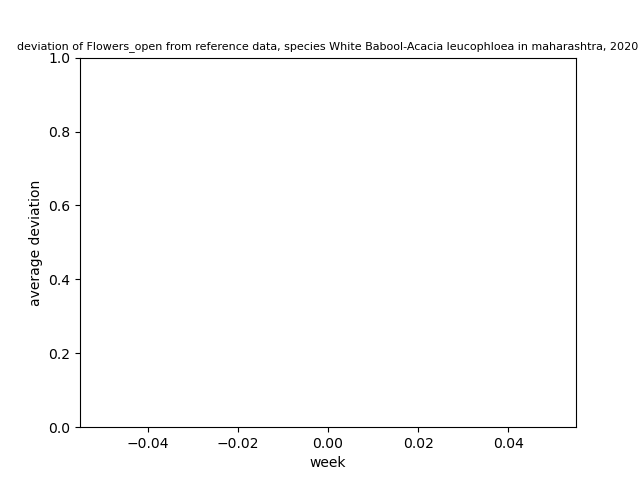 deviation of Flowers_open from reference data, species White Babool-Acacia leucophloea in maharashtra, 2020
1.0
0.8
0.6
0.4
0.2
0.0
average deviation
−0.04 −0.02 0.00 0.02 0.04
week